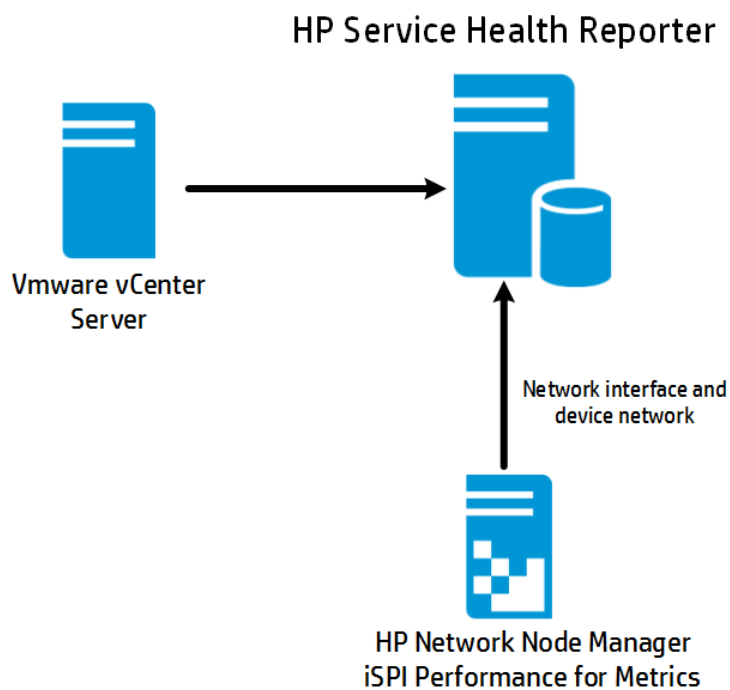 HP Service Health Reporter
Vmware vCenter
Server
Network interface and
device network
HP Network Node Manager
iSPI Performance for Metrics